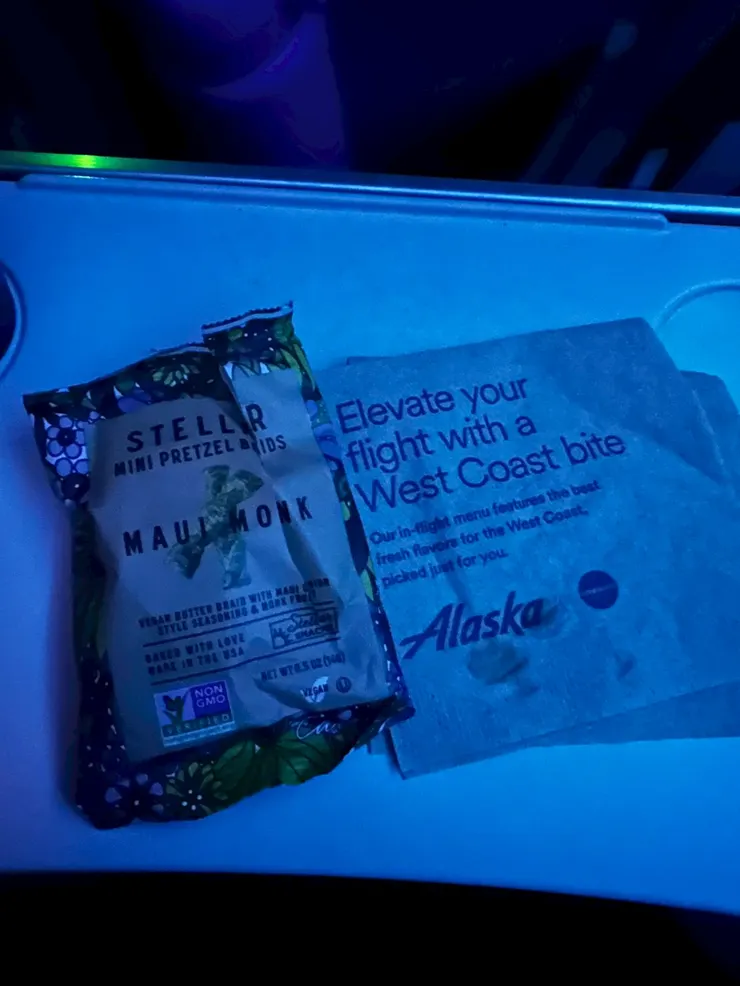 STELLAR
MINI PRETZEL BRAIDS
MAUI MONK
VEGAN BUTTER BRAID WITH MAUI ONION
STYLE SEASONING & MONK FRUIT
BAKED WITH LOVE
MADE IN THE USA
Stellar
SNACKS
NET WT 0.5 OZ (14G)
NON
GMO
VERIFIED
VEGAN
Elevate your
flight with a
West Coast bite
Our in-flight menu features the best
fresh flavors for the West Coast,
picked just for you.
Alaska